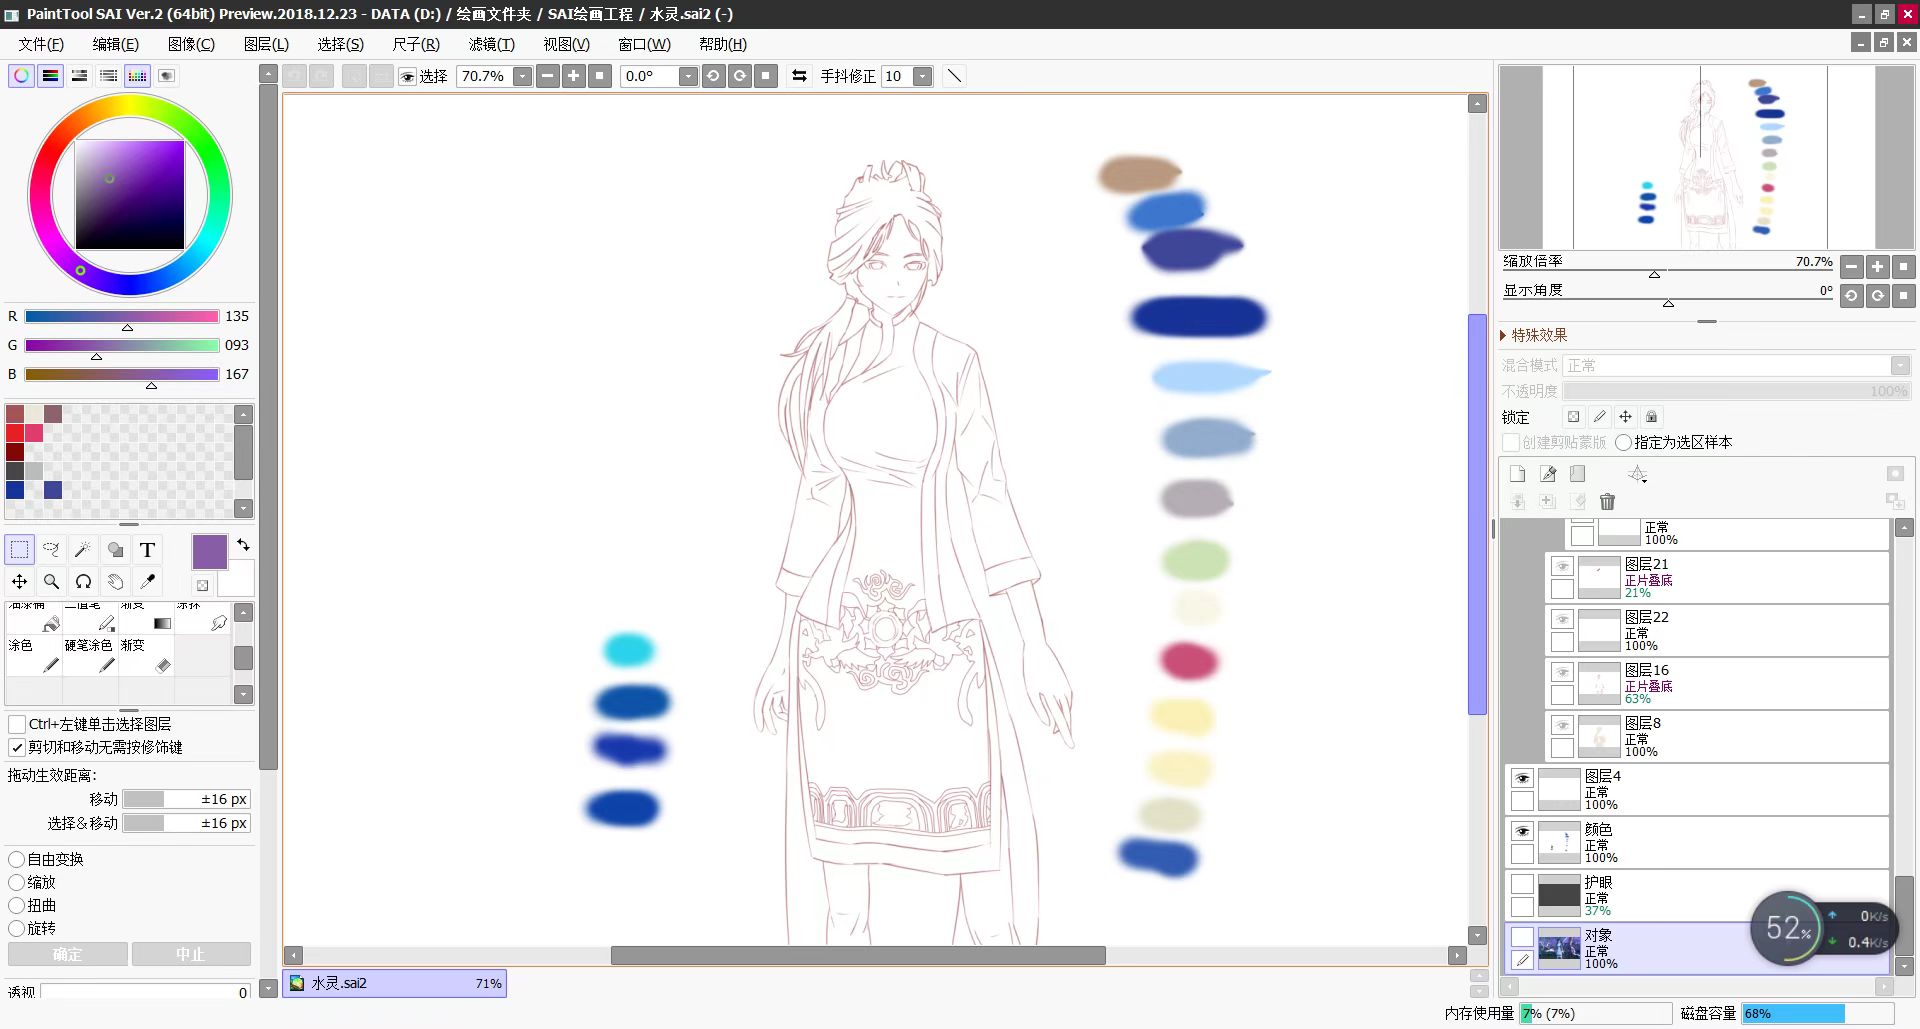 PaintTool SAI Ver.2 (64bit) Preview.2018.12.23 - DATA (D:) / 绘画文件夹 / SAI绘画工程 / 水灵.sai2 (-)
文件(F) 编辑(E) 图像(C) 图层(L) 选择(S) 尺子(R) 滤镜(T) 视图(V) 窗口(W) 帮助(H)
选择 70.7% 0.0° 手抖修正 10
R 135
G 093
B 167
T
油漆桶 二值笔 渐变 涂抹
涂色 硬笔涂色 渐变
Ctrl+左键单击选择图层
剪切和移动无需按修饰键
拖动生效距离:
移动 ±16 px
选择&移动 ±16 px
自由变换
缩放
扭曲
旋转
确定 中止
透视 0
水灵.sai2 71%
缩放倍率 70.7%
显示角度 0°
特殊效果
混合模式 正常
不透明度 100%
锁定
创建剪贴蒙版 指定为选区样本
正常
100%
图层21
正片叠底
21%
图层22
正常
100%
图层16
正片叠底
63%
图层8
正常
100%
图层4
正常
100%
颜色
正常
100%
护眼
正常
37%
对象
正常
100%
52%
0K/s
0.4K/s
内存使用量 7% (7%) 磁盘容量 68%